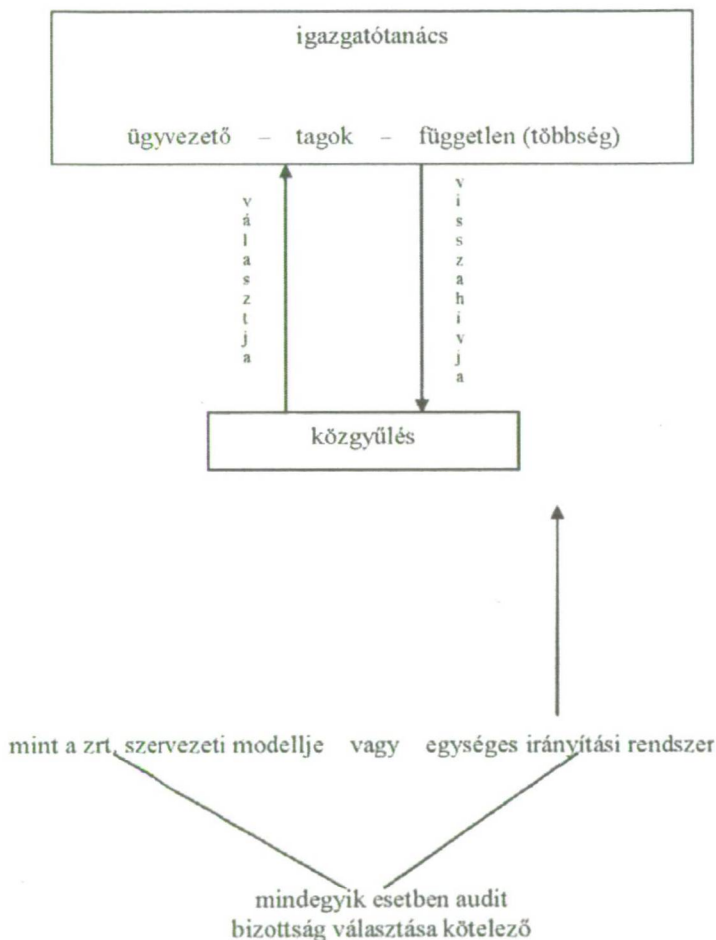 igazgatótanács
ügyvezető – tagok – független (többség)
választja
visszahívja
közgyűlés
mint a zrt. szervezeti modellje vagy egységes irányítási rendszer
mindegyik esetben audit
bizottság választása kötelező